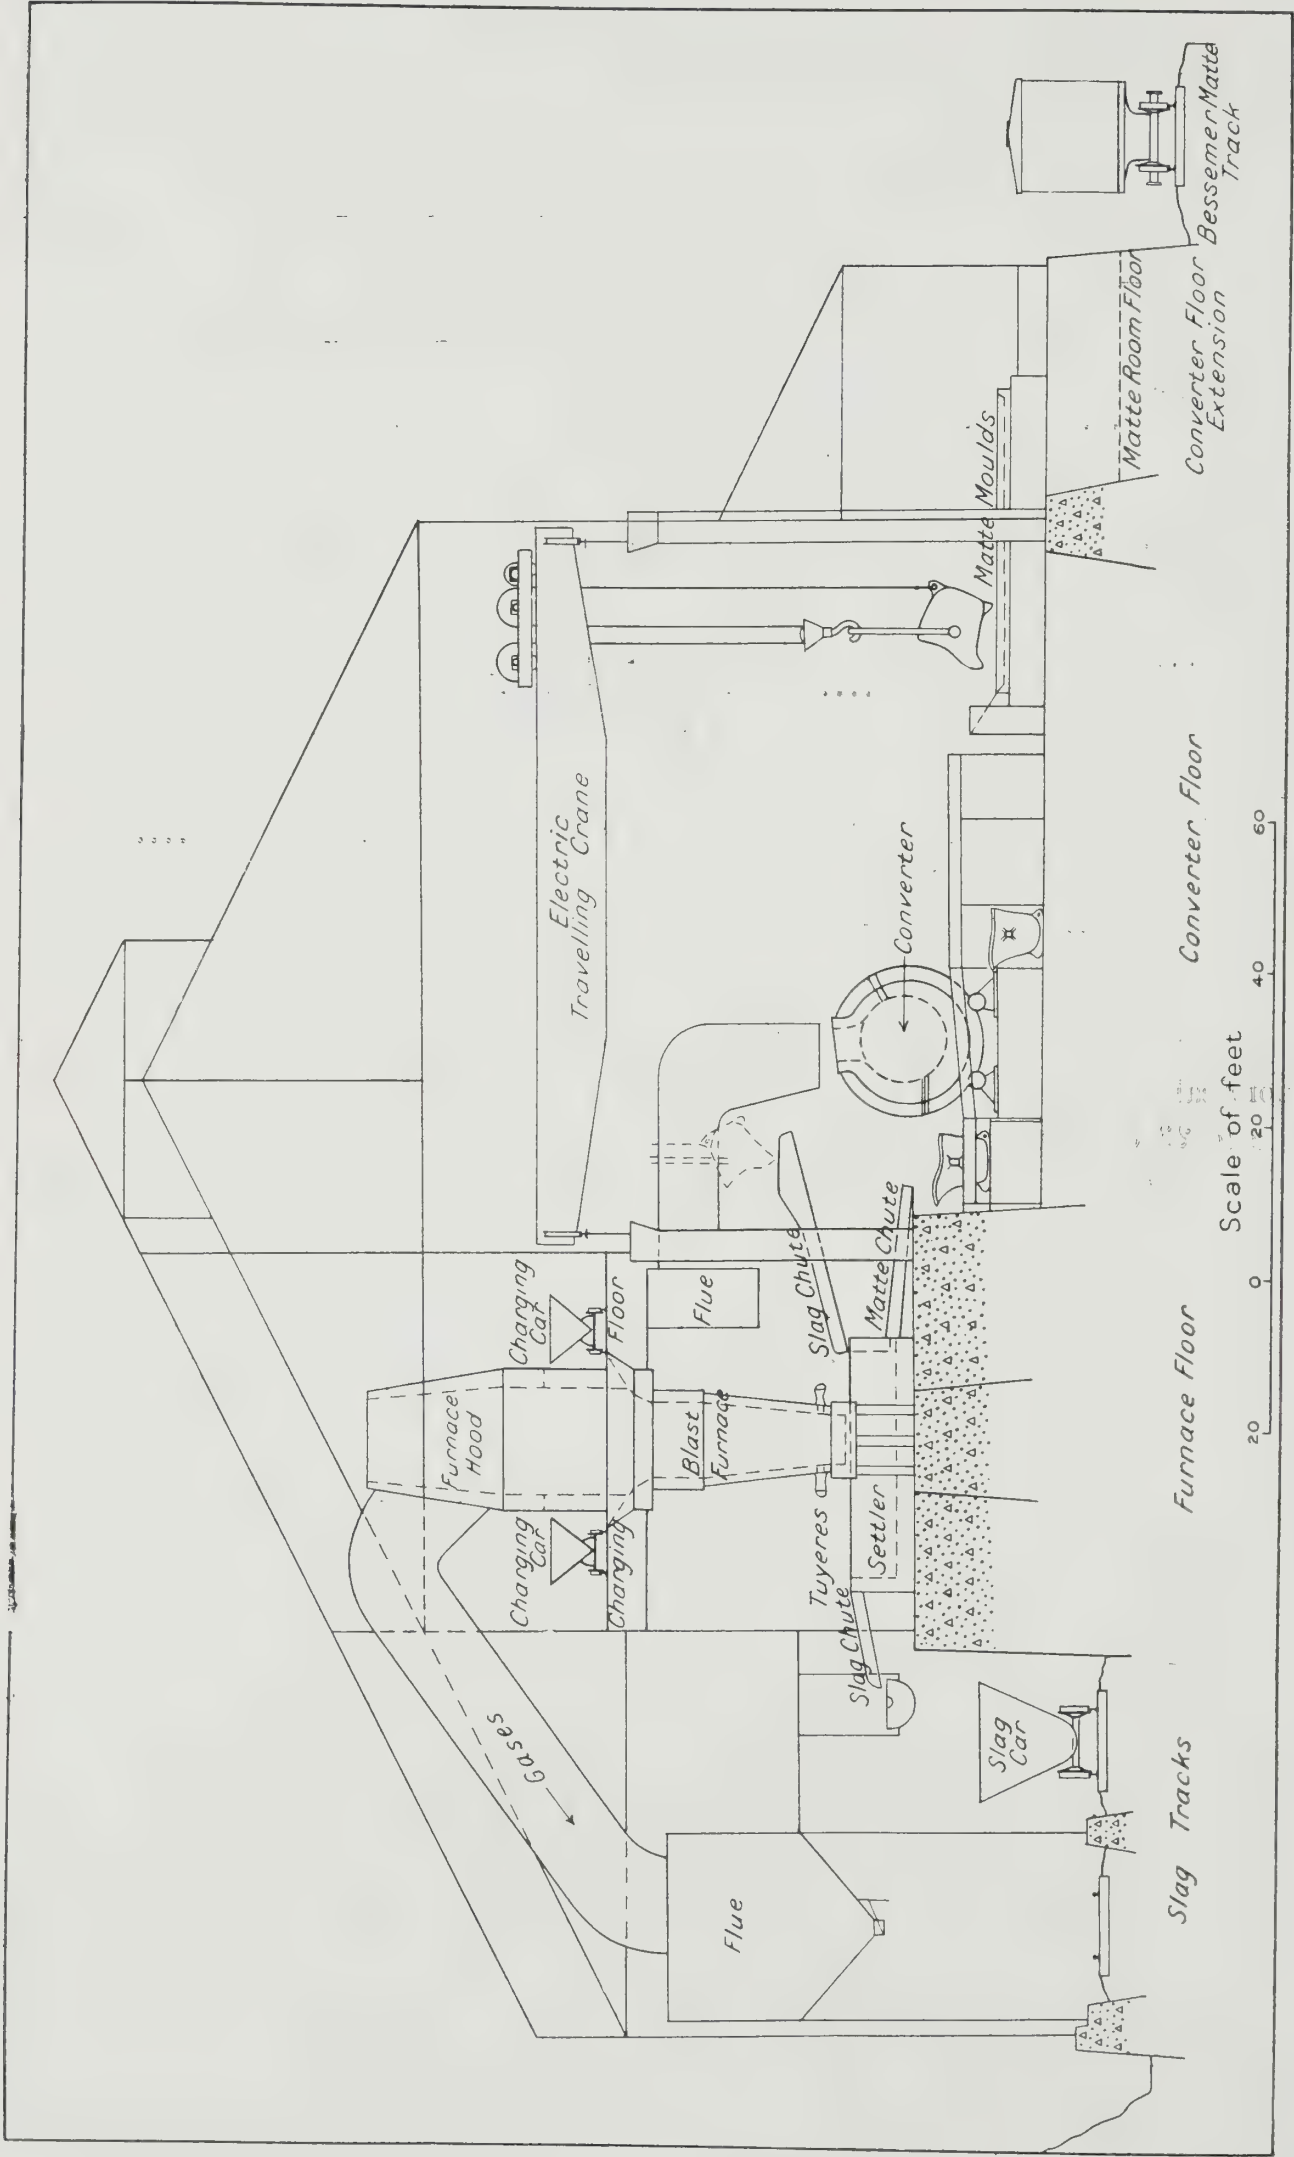 Gases
Furnace
Hood
Charging
Car
Charging
Car
Charging
Floor
Flue
Flue
Blast
Furnace
Tuyeres
Settler
Slag Chute
Slag Chute
Matte Chute
Slag
Car
Electric
Travelling Crane
Converter
Matte Moulds
Matte Room Floor
Slag Tracks
Furnace Floor
Converter Floor
Converter Floor
Extension
Bessemer Matte
Track
20 0 20 40 60
Scale of feet